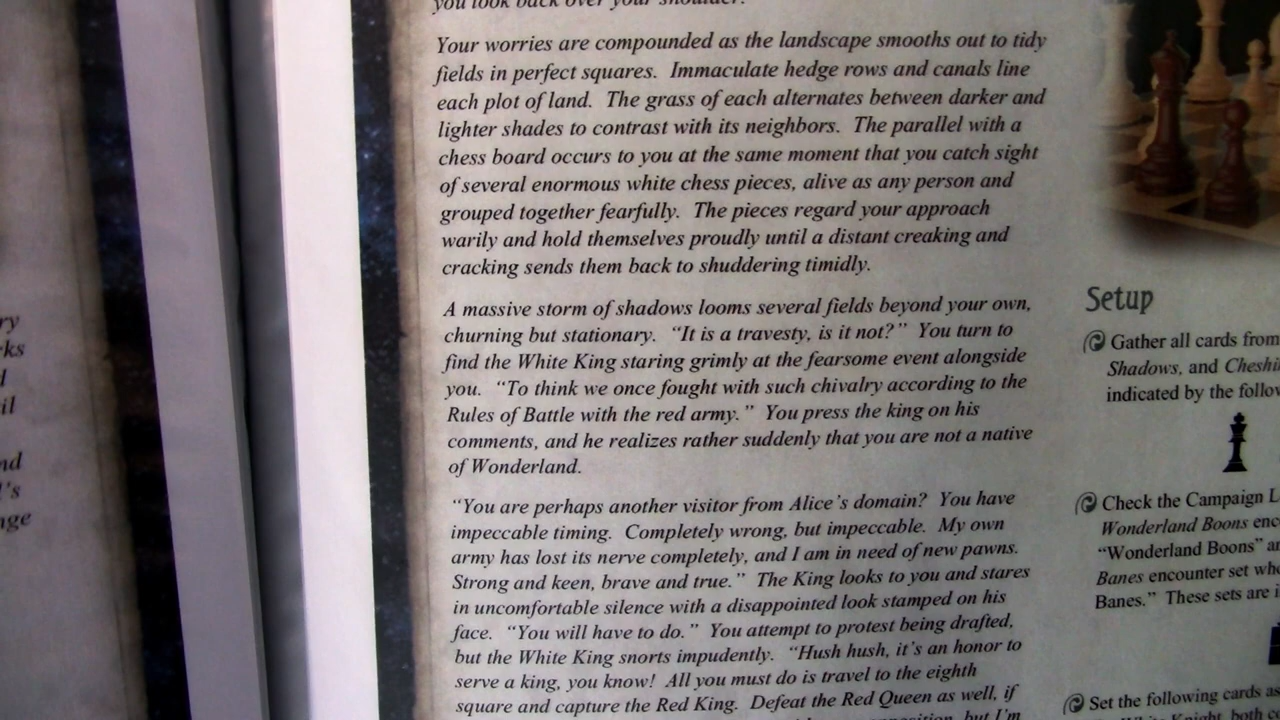 you look back over your shoulder.
Your worries are compounded as the landscape smooths out to tidy
fields in perfect squares. Immaculate hedge rows and canals line
each plot of land. The grass of each alternates between darker and
lighter shades to contrast with its neighbors. The parallel with a
chess board occurs to you at the same moment that you catch sight
of several enormous white chess pieces, alive as any person and
grouped together fearfully. The pieces regard your approach
warily and hold themselves proudly until a distant creaking and
cracking sends them back to shuddering timidly.
A massive storm of shadows looms several fields beyond your own,
churning but stationary. “It is a travesty, is it not?” You turn to
find the White King staring grimly at the fearsome event alongside
you. “To think we once fought with such chivalry according to the
Rules of Battle with the red army.” You press the king on his
comments, and he realizes rather suddenly that you are not a native
of Wonderland.
“You are perhaps another visitor from Alice’s domain? You have
impeccable timing. Completely wrong, but impeccable. My own
army has lost its nerve completely, and I am in need of new pawns.
Strong and keen, brave and true.” The King looks to you and stares
in uncomfortable silence with a disappointed look stamped on his
face. “You will have to do.” You attempt to protest being drafted,
but the White King snorts impudently. “Hush hush, it’s an honor to
serve a king, you know! All you must do is travel to the eighth
square and capture the Red King. Defeat the Red Queen as well, if
but I’m
Setup
Gather all cards from
Shadows, and Cheshi
indicated by the follow
Check the Campaign L
Wonderland Boons enc
“Wonderland Boons” an
Banes encounter set whe
Banes.” These sets are i
Set the following cards as
White Knight, both co